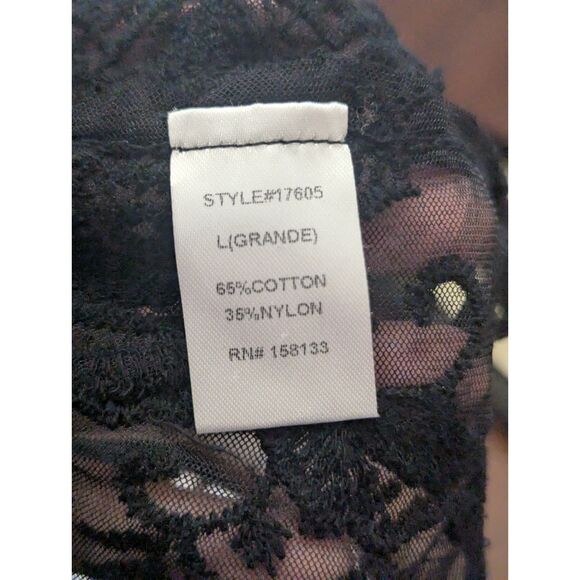 STYLE#17605
L(GRANDE)
65%COTTON
35%NYLON
RN# 158133